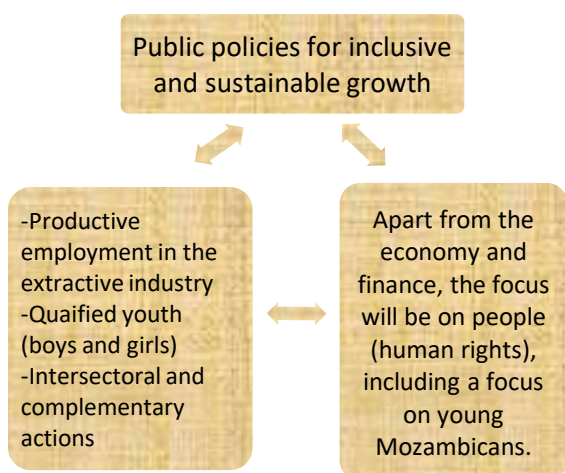 Public policies for inclusive
and sustainable growth
-Productive
employment in the
extractive industry
-Quaified youth
(boys and girls)
-Intersectoral and
complementary
actions
Apart from the
economy and
finance, the focus
will be on people
(human rights),
including a focus
on young
Mozambicans.